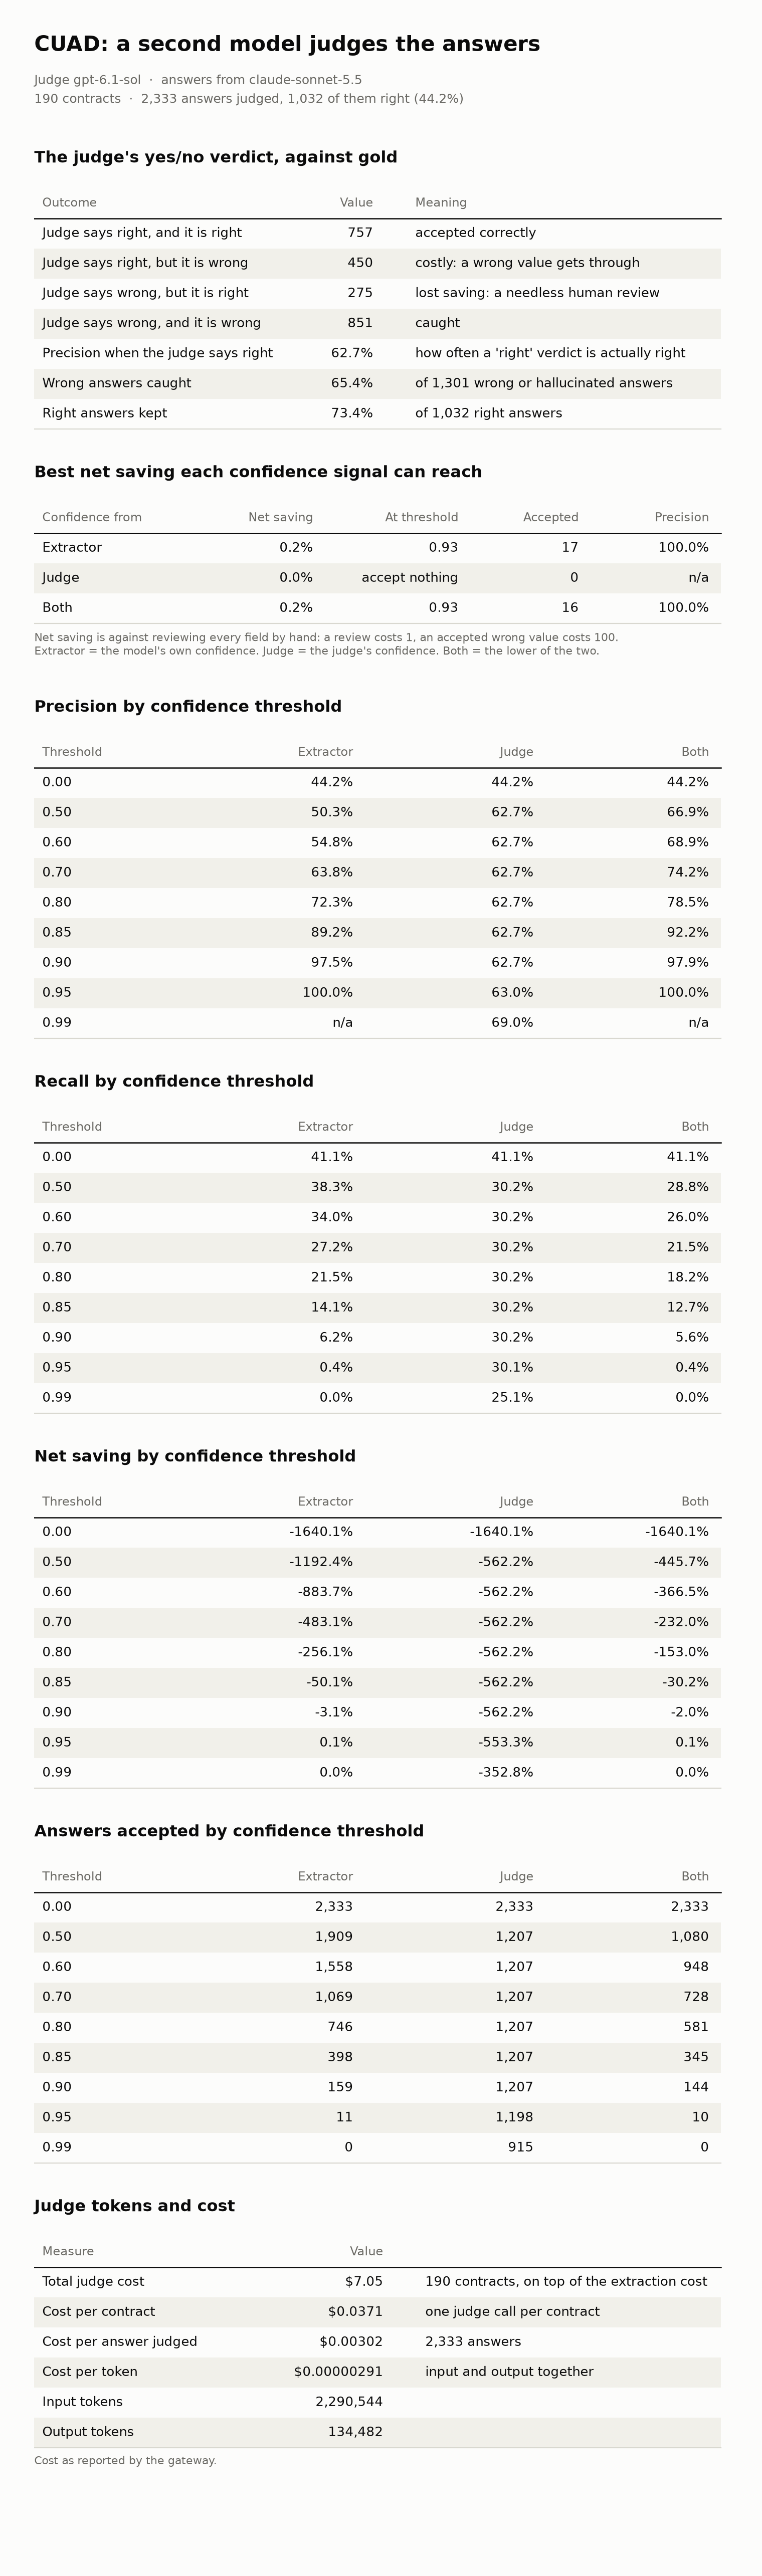 CUAD: a second model judges the answers
Judge gpt-6.1-sol · answers from claude-sonnet-5.5
190 contracts · 2,333 answers judged, 1,032 of them right (44.2%)
The judge's yes/no verdict, against gold
Outcome Value Meaning
Judge says right, and it is right 757 accepted correctly
Judge says right, but it is wrong 450 costly: a wrong value gets through
Judge says wrong, but it is right 275 lost saving: a needless human review
Judge says wrong, and it is wrong 851 caught
Precision when the judge says right 62.7% how often a 'right' verdict is actually right
Wrong answers caught 65.4% of 1,301 wrong or hallucinated answers
Right answers kept 73.4% of 1,032 right answers
Best net saving each confidence signal can reach
Confidence from Net saving At threshold Accepted Precision
Extractor 0.2% 0.93 17 100.0%
Judge 0.0% accept nothing 0 n/a
Both 0.2% 0.93 16 100.0%
Net saving is against reviewing every field by hand: a review costs 1, an accepted wrong value costs 100.
Extractor = the model's own confidence. Judge = the judge's confidence. Both = the lower of the two.
Precision by confidence threshold
Threshold Extractor Judge Both
0.00 44.2% 44.2% 44.2%
0.50 50.3% 62.7% 66.9%
0.60 54.8% 62.7% 68.9%
0.70 63.8% 62.7% 74.2%
0.80 72.3% 62.7% 78.5%
0.85 89.2% 62.7% 92.2%
0.90 97.5% 62.7% 97.9%
0.95 100.0% 63.0% 100.0%
0.99 n/a 69.0% n/a
Recall by confidence threshold
Threshold Extractor Judge Both
0.00 41.1% 41.1% 41.1%
0.50 38.3% 30.2% 28.8%
0.60 34.0% 30.2% 26.0%
0.70 27.2% 30.2% 21.5%
0.80 21.5% 30.2% 18.2%
0.85 14.1% 30.2% 12.7%
0.90 6.2% 30.2% 5.6%
0.95 0.4% 30.1% 0.4%
0.99 0.0% 25.1% 0.0%
Net saving by confidence threshold
Threshold Extractor Judge Both
0.00 -1640.1% -1640.1% -1640.1%
0.50 -1192.4% -562.2% -445.7%
0.60 -883.7% -562.2% -366.5%
0.70 -483.1% -562.2% -232.0%
0.80 -256.1% -562.2% -153.0%
0.85 -50.1% -562.2% -30.2%
0.90 -3.1% -562.2% -2.0%
0.95 0.1% -553.3% 0.1%
0.99 0.0% -352.8% 0.0%
Answers accepted by confidence threshold
Threshold Extractor Judge Both
0.00 2,333 2,333 2,333
0.50 1,909 1,207 1,080
0.60 1,558 1,207 948
0.70 1,069 1,207 728
0.80 746 1,207 581
0.85 398 1,207 345
0.90 159 1,207 144
0.95 11 1,198 10
0.99 0 915 0
Judge tokens and cost
Measure Value
Total judge cost $7.05 190 contracts, on top of the extraction cost
Cost per contract $0.0371 one judge call per contract
Cost per answer judged $0.00302 2,333 answers
Cost per token $0.00000291 input and output together
Input tokens 2,290,544
Output tokens 134,482
Cost as reported by the gateway.